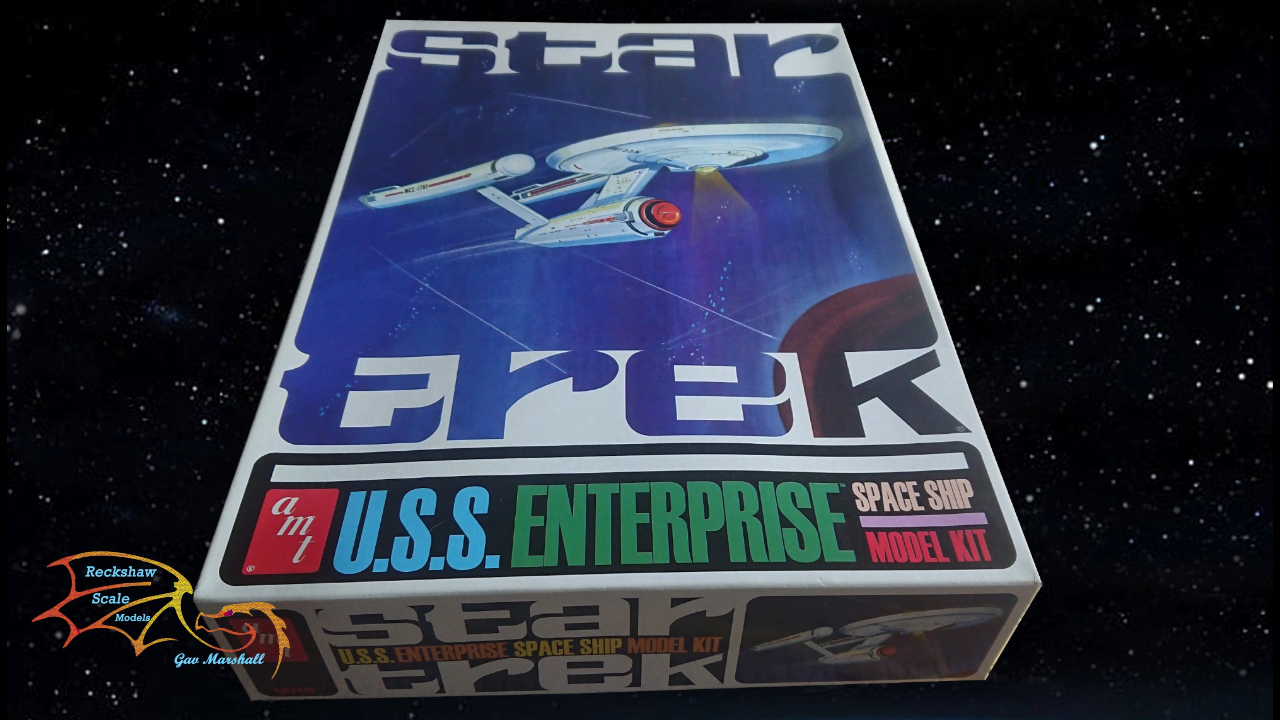 star
trek
®
amt
®
U.S.S. ENTERPRISE™ SPACE SHIP
MODEL KIT
Reckshaw
Scale
Models
Gav Marshall
star
U.S.S. ENTERPRISE SPACE SHIP MODEL KIT
trek